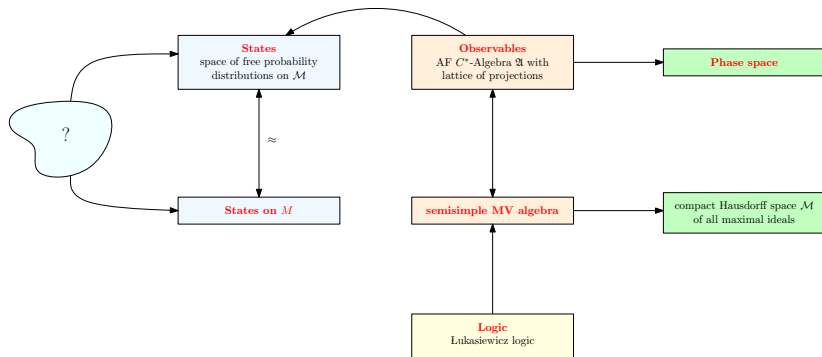 States
space of free probability
distributions on ℳ
Observables
AF C*-Algebra 𝔄 with
lattice of projections
Phase space
?
≈
States on M
semisimple MV algebra
compact Hausdorff space ℳ
of all maximal ideals
Logic
Łukasiewicz logic